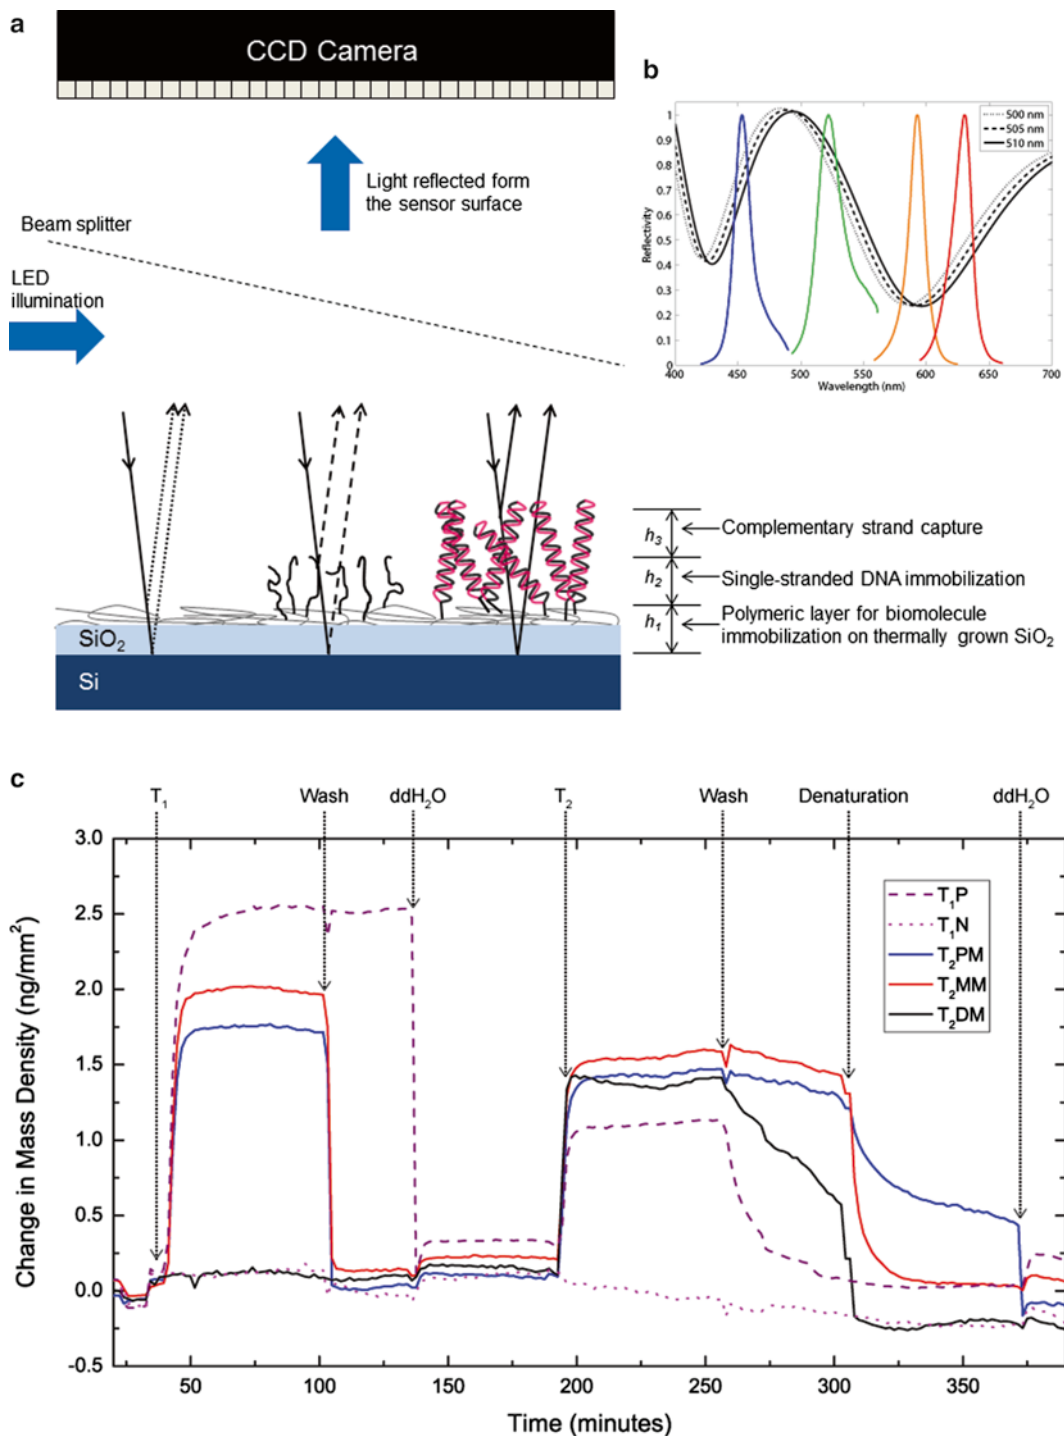 a
CCD Camera
b
Light reflected form
the sensor surface
Beam splitter
LED
illumination
500 nm
505 nm
510 nm
Reflectivity
1
0.9
0.8
0.7
0.6
0.5
0.4
0.3
0.2
0.1
0
400 450 500 550 600 650 700
Wavelength (nm)
h₃
Complementary strand capture
h₂
Single-stranded DNA immobilization
h₁
Polymeric layer for biomolecule
immobilization on thermally grown SiO₂
SiO₂
Si
c
T₁ Wash ddH₂O T₂ Wash Denaturation ddH₂O
Change in Mass Density (ng/mm²)
3.0
2.5
2.0
1.5
1.0
0.5
0.0
-0.5
T₁P
T₁N
T₂PM
T₂MM
T₂DM
50 100 150 200 250 300 350
Time (minutes)